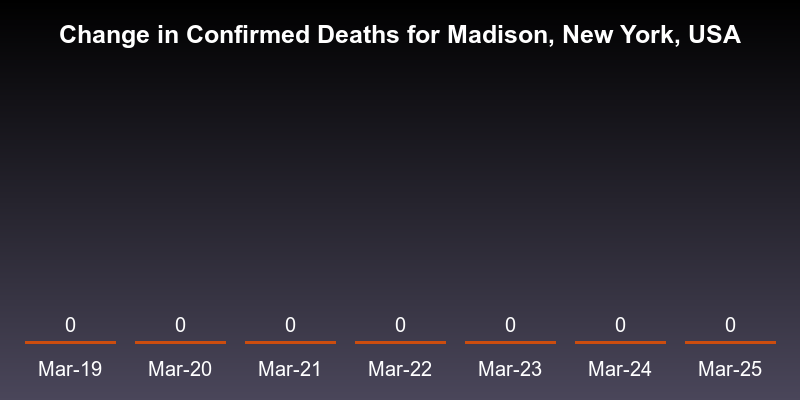 Change in Confirmed Deaths for Madison, New York, USA
0 0 0 0 0 0 0
Mar-19 Mar-20 Mar-21 Mar-22 Mar-23 Mar-24 Mar-25